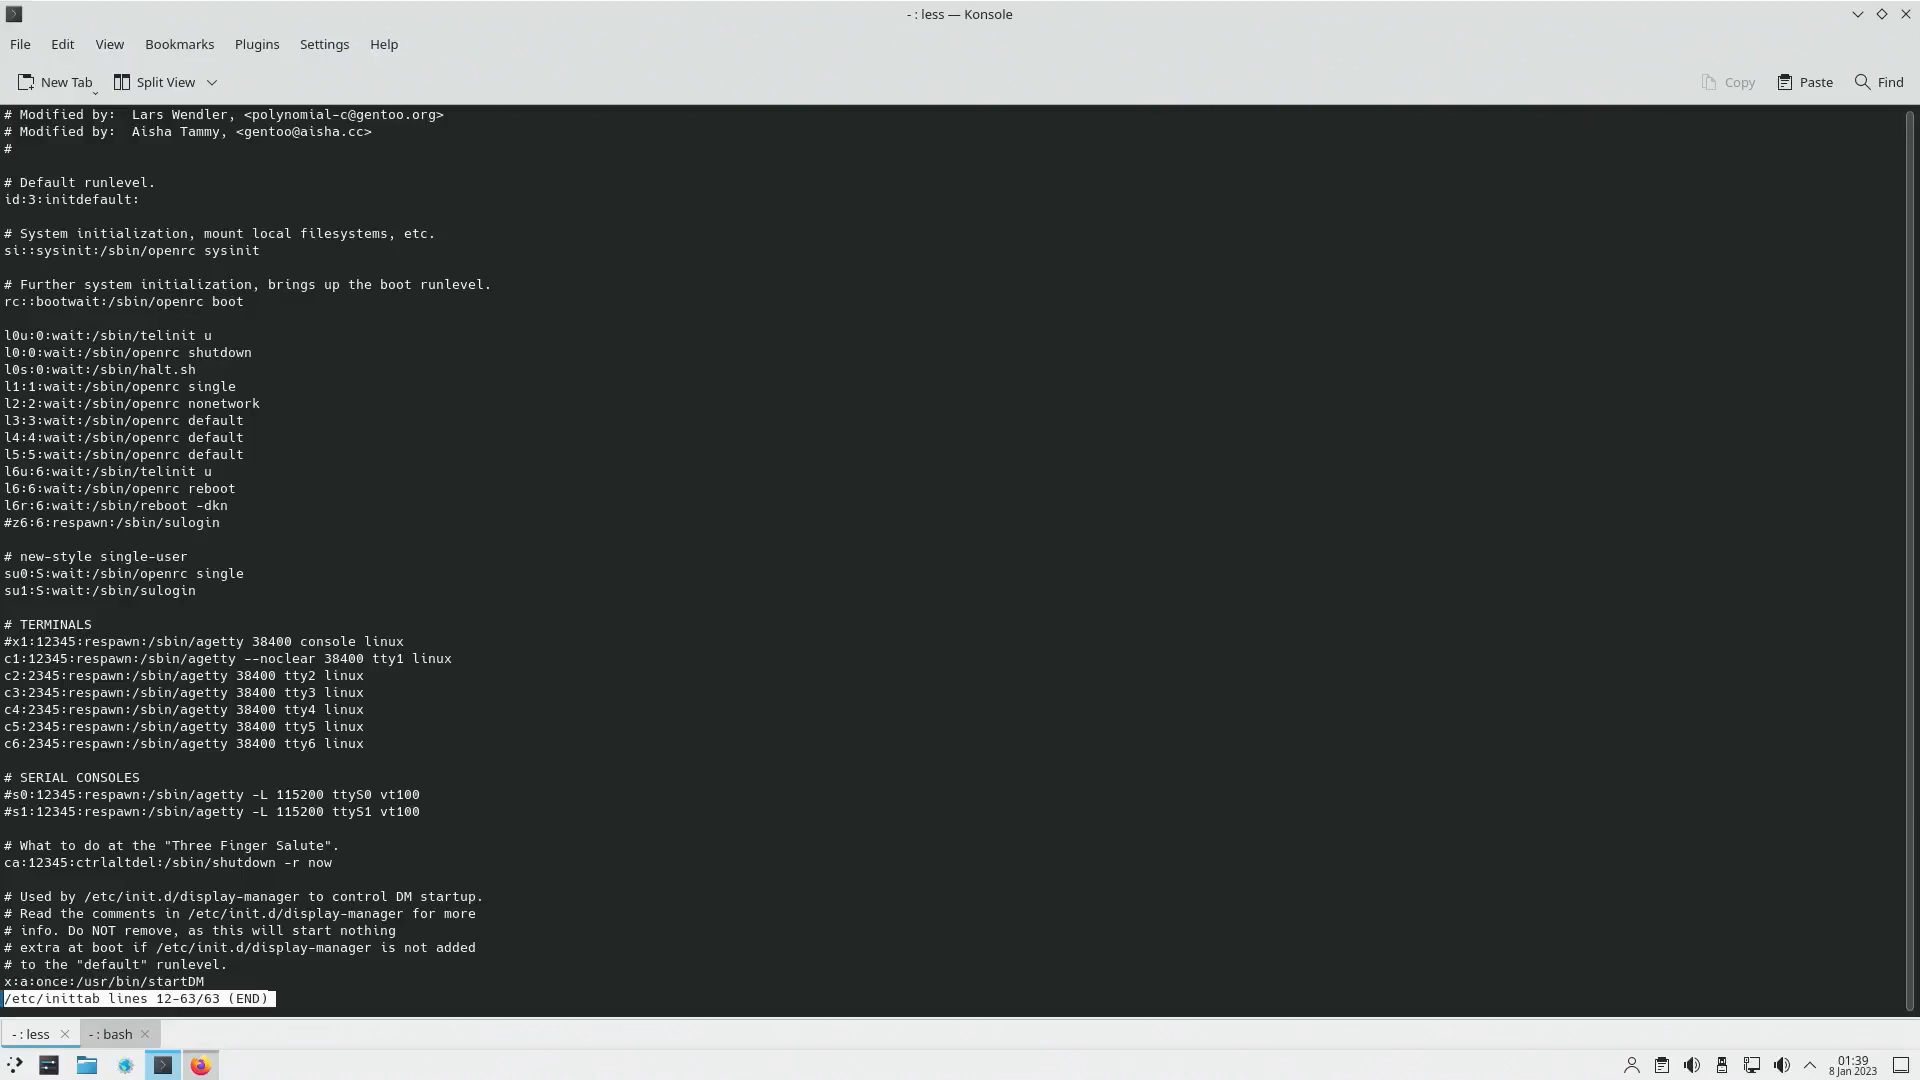 - : less — Konsole
File Edit View Bookmarks Plugins Settings Help
New Tab Split View Copy Paste Find
# Modified by:  Lars Wendler, <polynomial-c@gentoo.org>
# Modified by:  Aisha Tammy, <gentoo@aisha.cc>
#
# Default runlevel.
id:3:initdefault:
# System initialization, mount local filesystems, etc.
si::sysinit:/sbin/openrc sysinit
# Further system initialization, brings up the boot runlevel.
rc::bootwait:/sbin/openrc boot
l0u:0:wait:/sbin/telinit u
l0:0:wait:/sbin/openrc shutdown
l0s:0:wait:/sbin/halt.sh
l1:1:wait:/sbin/openrc single
l2:2:wait:/sbin/openrc nonetwork
l3:3:wait:/sbin/openrc default
l4:4:wait:/sbin/openrc default
l5:5:wait:/sbin/openrc default
l6u:6:wait:/sbin/telinit u
l6:6:wait:/sbin/openrc reboot
l6r:6:wait:/sbin/reboot -dkn
#z6:6:respawn:/sbin/sulogin
# new-style single-user
su0:S:wait:/sbin/openrc single
su1:S:wait:/sbin/sulogin
# TERMINALS
#x1:12345:respawn:/sbin/agetty 38400 console linux
c1:12345:respawn:/sbin/agetty --noclear 38400 tty1 linux
c2:2345:respawn:/sbin/agetty 38400 tty2 linux
c3:2345:respawn:/sbin/agetty 38400 tty3 linux
c4:2345:respawn:/sbin/agetty 38400 tty4 linux
c5:2345:respawn:/sbin/agetty 38400 tty5 linux
c6:2345:respawn:/sbin/agetty 38400 tty6 linux
# SERIAL CONSOLES
#s0:12345:respawn:/sbin/agetty -L 115200 ttyS0 vt100
#s1:12345:respawn:/sbin/agetty -L 115200 ttyS1 vt100
# What to do at the "Three Finger Salute".
ca:12345:ctrlaltdel:/sbin/shutdown -r now
# Used by /etc/init.d/display-manager to control DM startup.
# Read the comments in /etc/init.d/display-manager for more
# info. Do NOT remove, as this will start nothing
# extra at boot if /etc/init.d/display-manager is not added
# to the "default" runlevel.
x:a:once:/usr/bin/startDM
/etc/inittab lines 12-63/63 (END)
- : less - : bash
01:39
8 Jan 2023